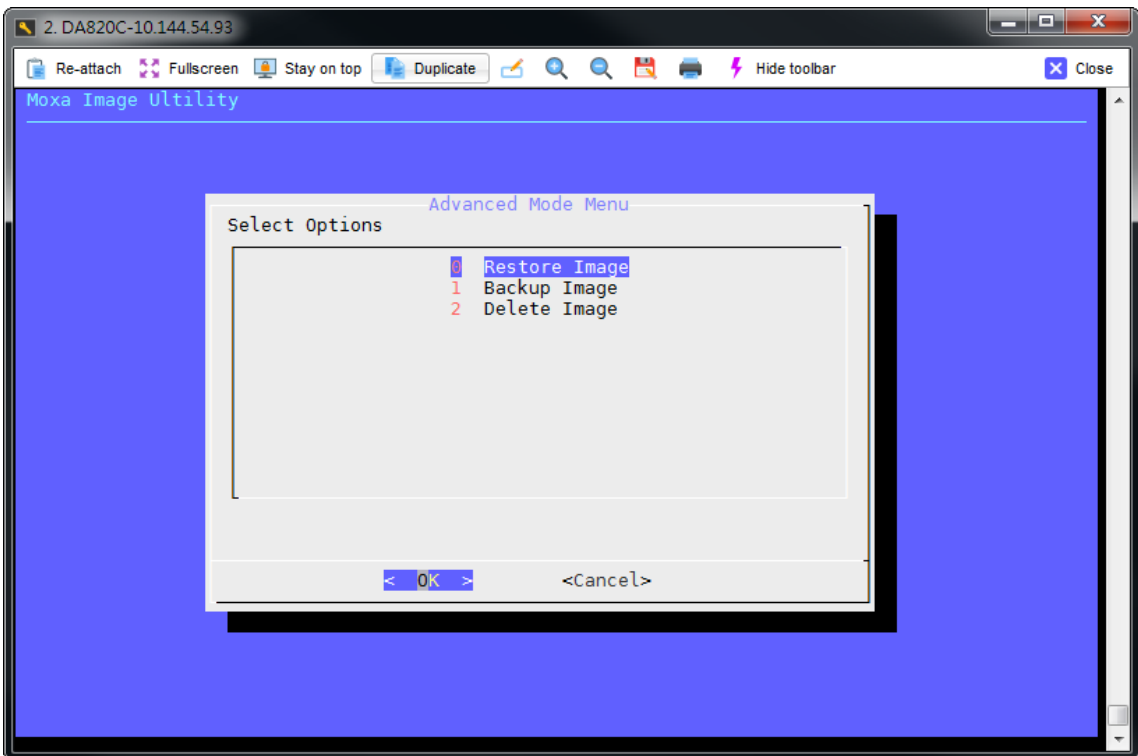 2. DA820C-10.144.54.93
Re-attach Fullscreen Stay on top Duplicate Hide toolbar Close
Moxa Image Ultility
Advanced Mode Menu
Select Options
0 Restore Image
1 Backup Image
2 Delete Image
< OK > <Cancel>